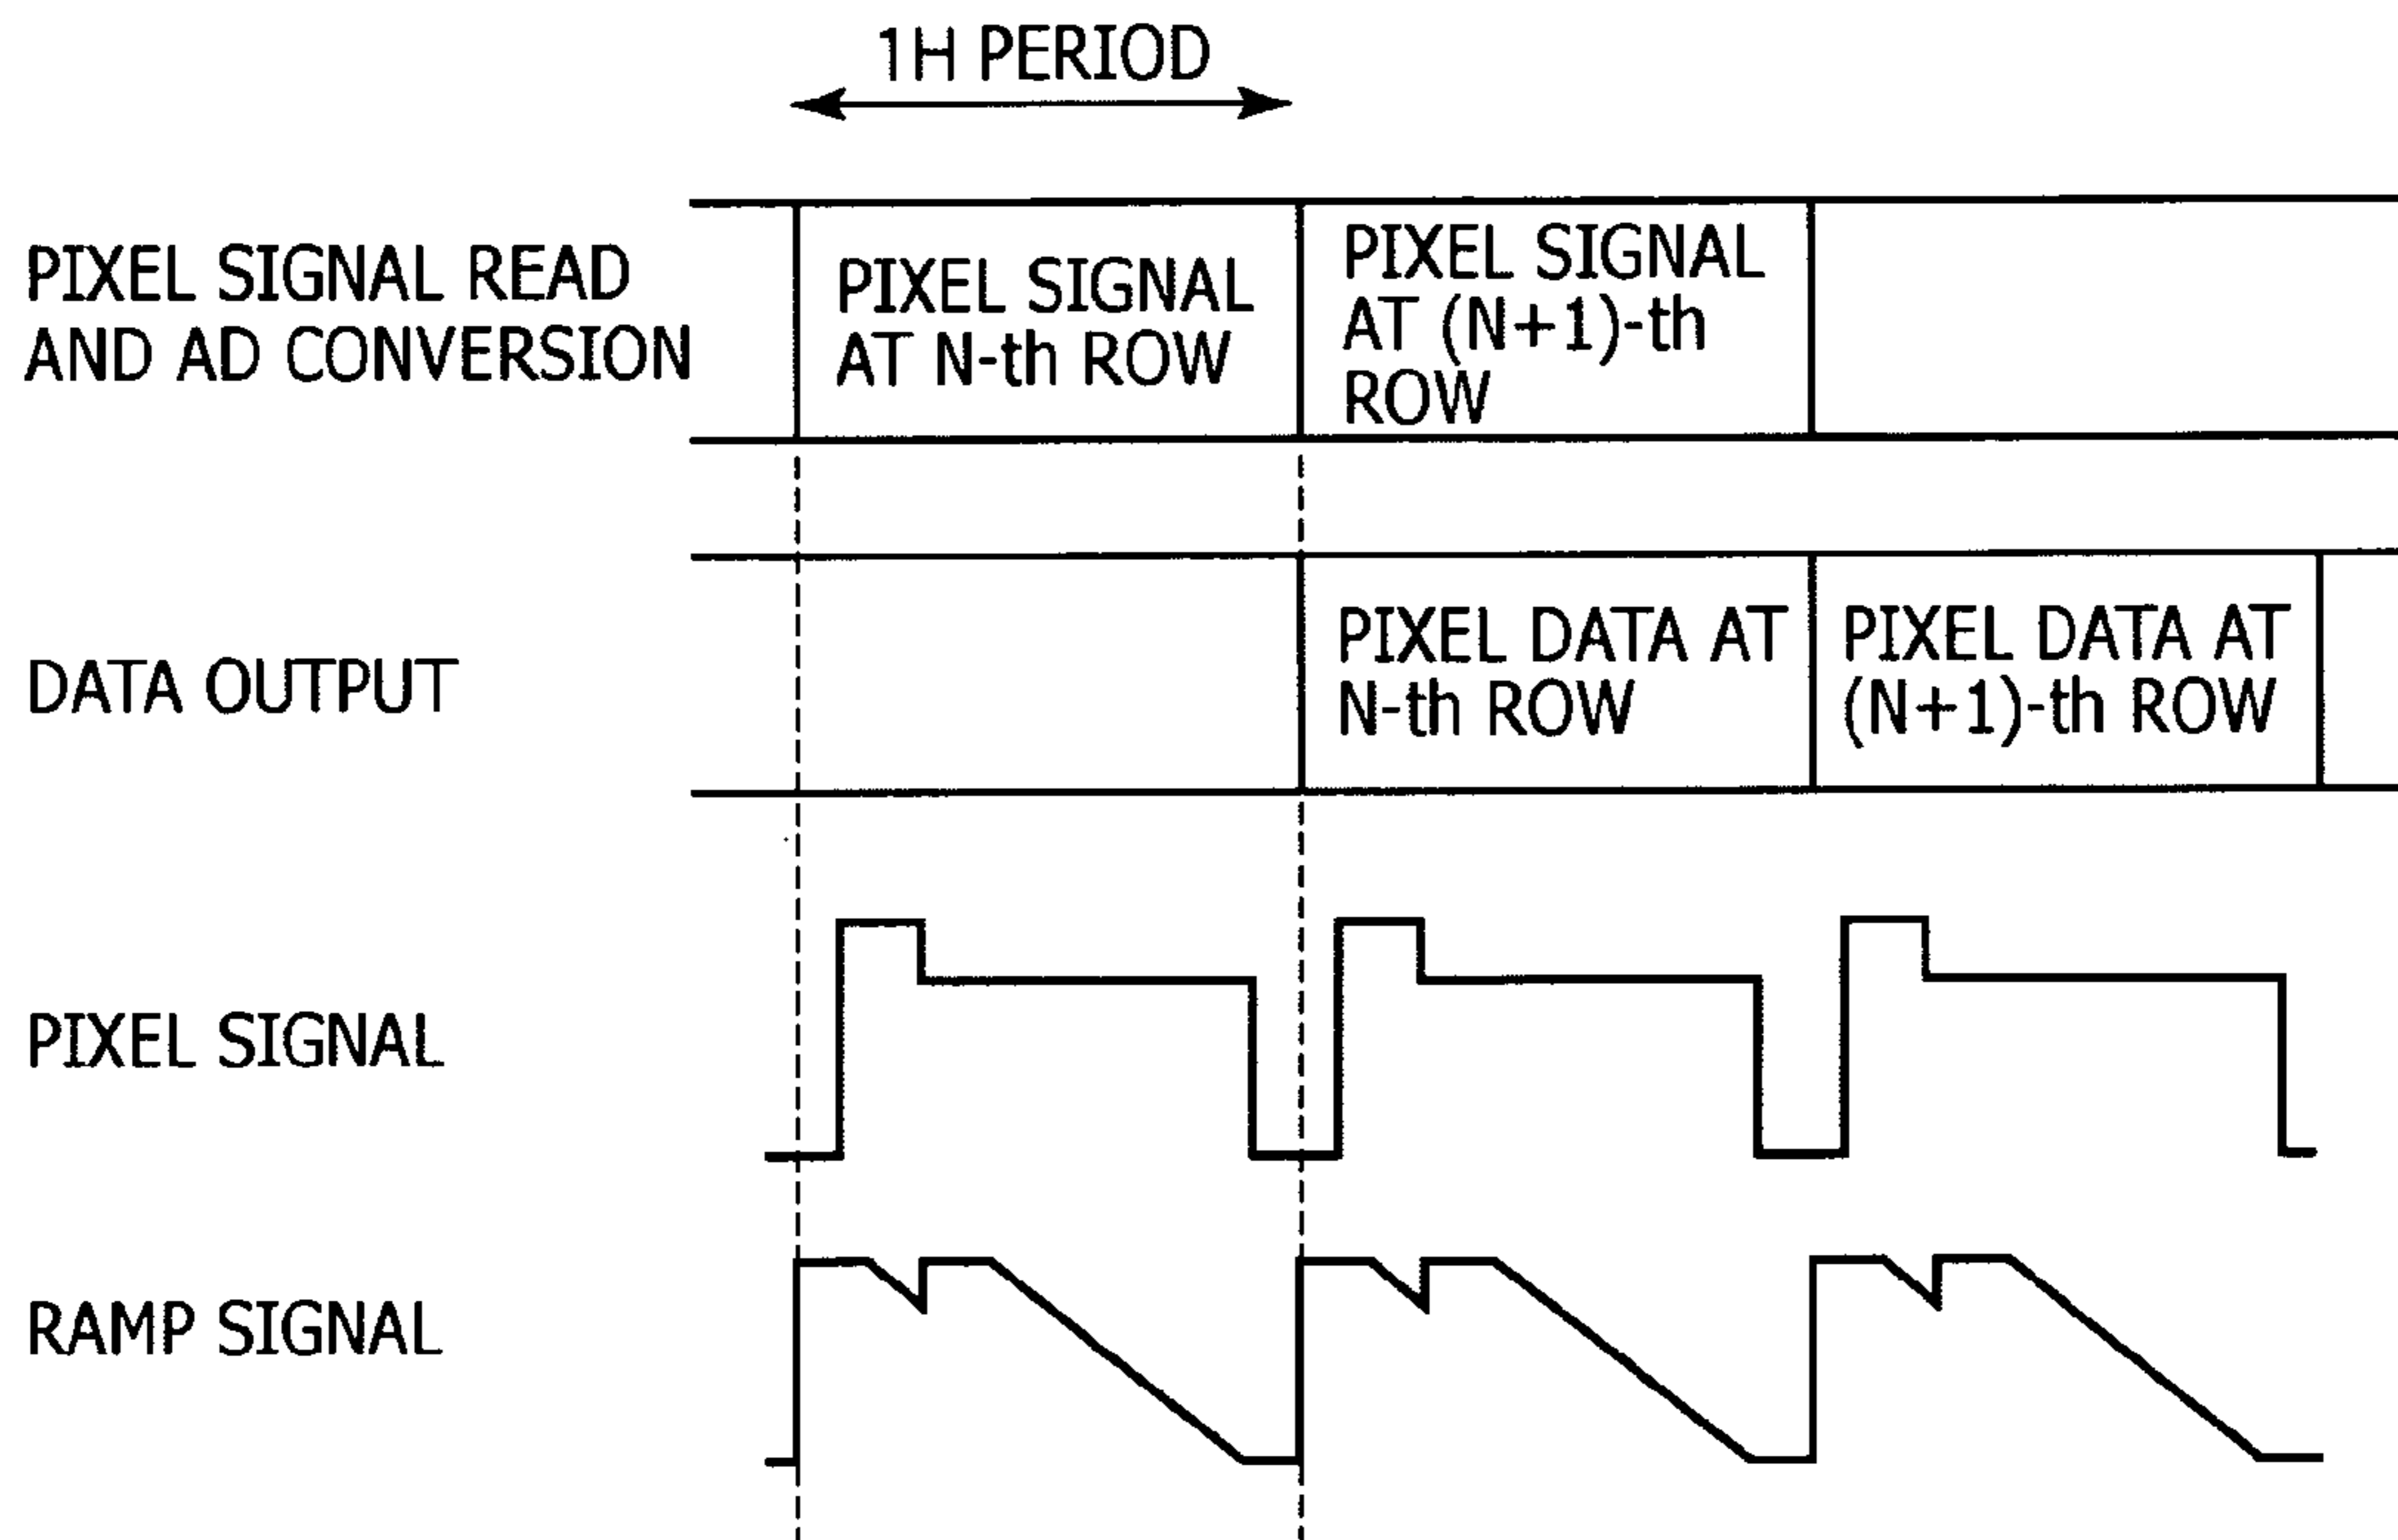 1H PERIOD
PIXEL SIGNAL READ
AND AD CONVERSION
PIXEL SIGNAL
AT N-th ROW
PIXEL SIGNAL
AT (N+1)-th
ROW
DATA OUTPUT
PIXEL DATA AT
N-th ROW
PIXEL DATA AT
(N+1)-th ROW
PIXEL SIGNAL
RAMP SIGNAL